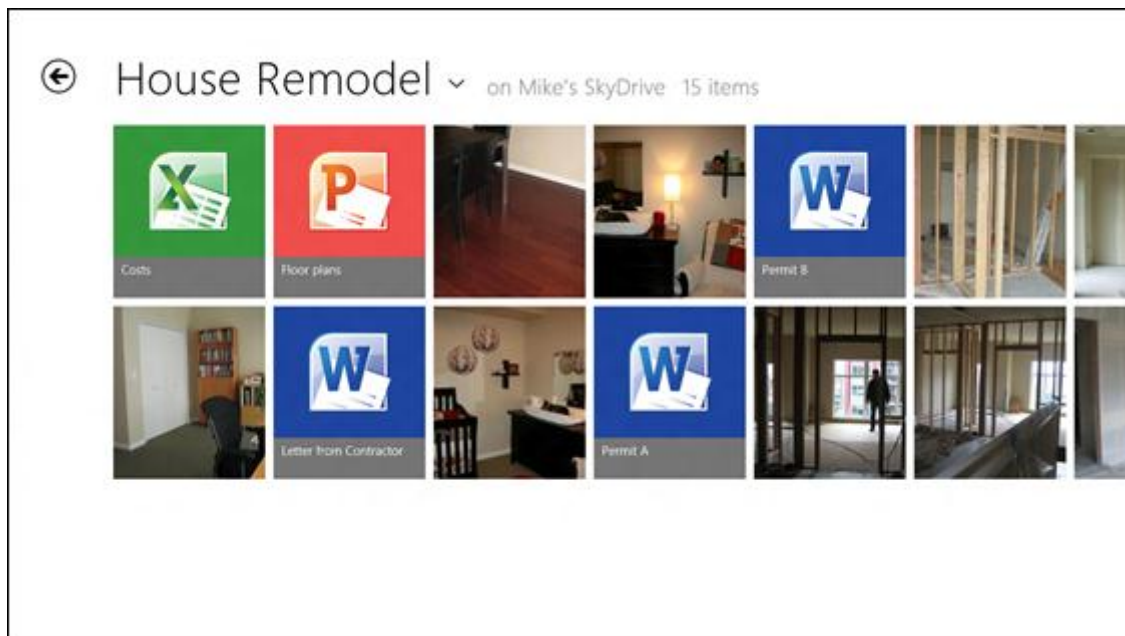 House Remodel on Mike's SkyDrive 15 items
Costs
Floor plans
Permit B
Letter from Contractor
Permit A